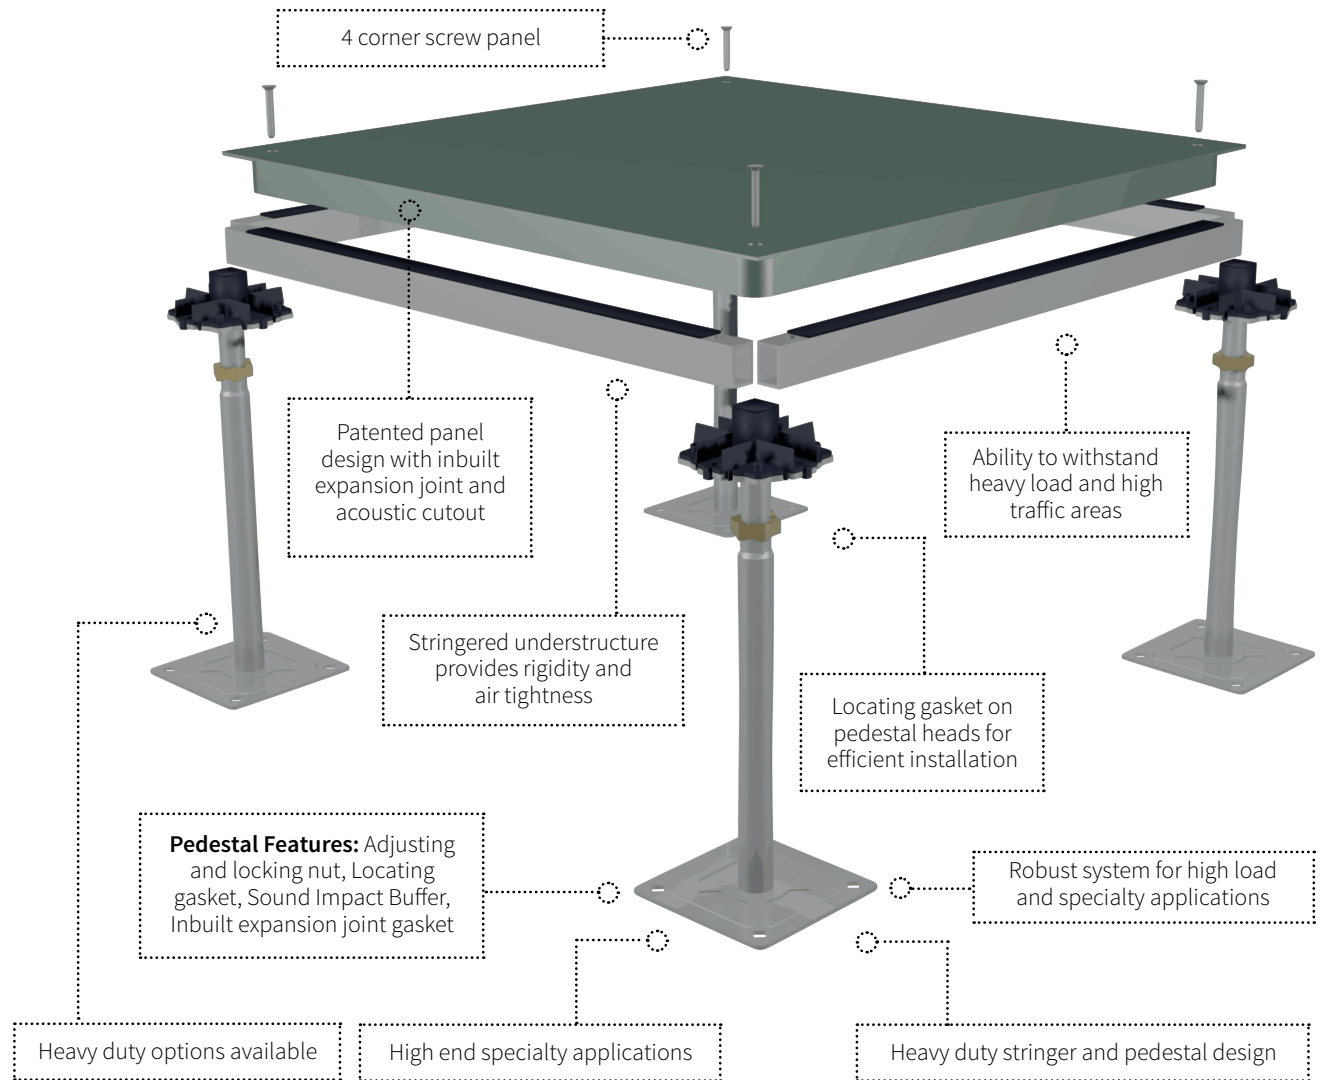 4 corner screw panel
Patented panel
design with inbuilt
expansion joint and
acoustic cutout
Ability to withstand
heavy load and high
traffic areas
Stringered understructure
provides rigidity and
air tightness
Locating gasket on
pedestal heads for
efficient installation
Pedestal Features: Adjusting
and locking nut, Locating
gasket, Sound Impact Buffer,
Inbuilt expansion joint gasket
Robust system for high load
and specialty applications
Heavy duty options available
High end specialty applications
Heavy duty stringer and pedestal design